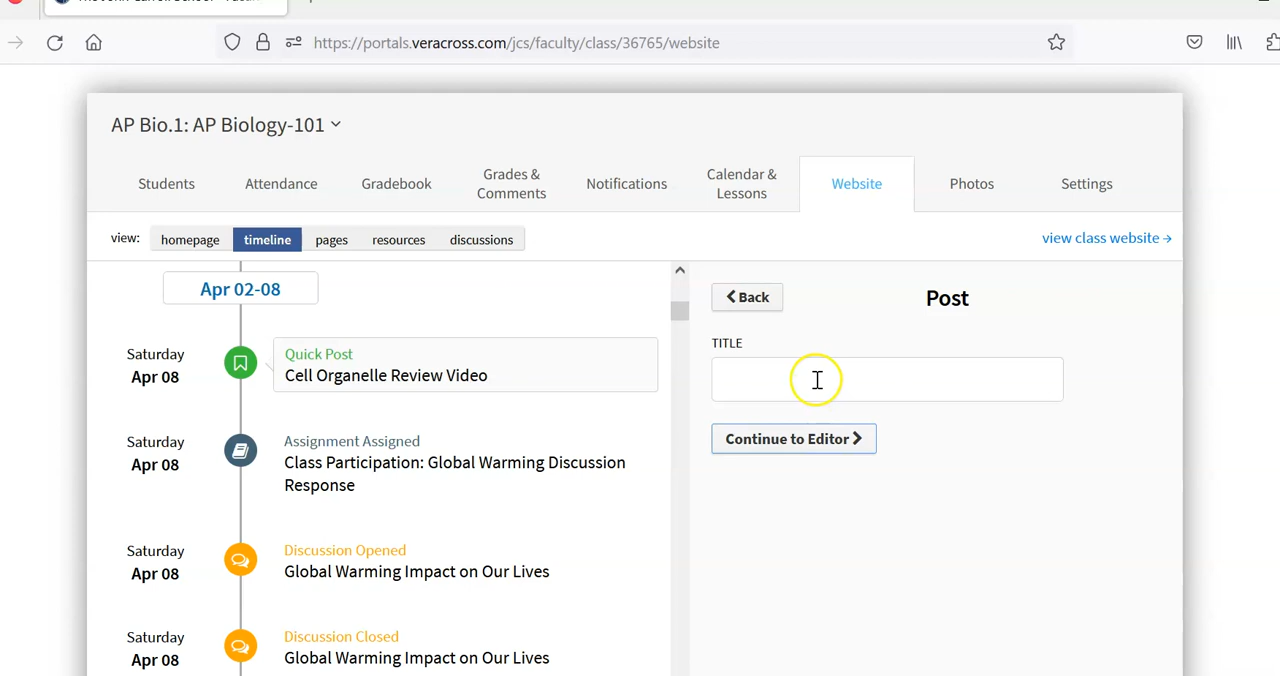 https://portals.veracross.com/jcs/faculty/class/36765/website
AP Bio.1: AP Biology-101
Students
Attendance
Gradebook
Grades &
Comments
Notifications
Calendar &
Lessons
Website
Photos
Settings
view:
homepage
timeline
pages
resources
discussions
view class website →
Apr 02-08
Saturday
Apr 08
Quick Post
Cell Organelle Review Video
Saturday
Apr 08
Assignment Assigned
Class Participation: Global Warming Discussion
Response
Saturday
Apr 08
Discussion Opened
Global Warming Impact on Our Lives
Saturday
Apr 08
Discussion Closed
Global Warming Impact on Our Lives
Back
Post
TITLE
Continue to Editor